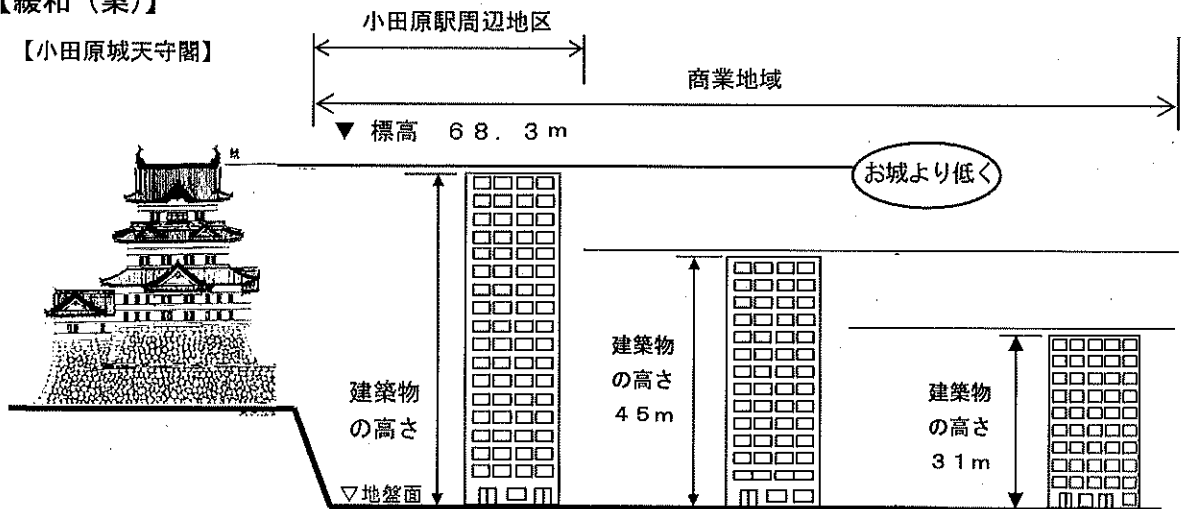 【緩和（案）】
小田原駅周辺地区
【小田原城天守閣】
商業地域
▼ 標高 ６８．３ｍ
お城より低く
建築物
の高さ
建築物
の高さ
４５ｍ
建築物
の高さ
３１ｍ
▽地盤面